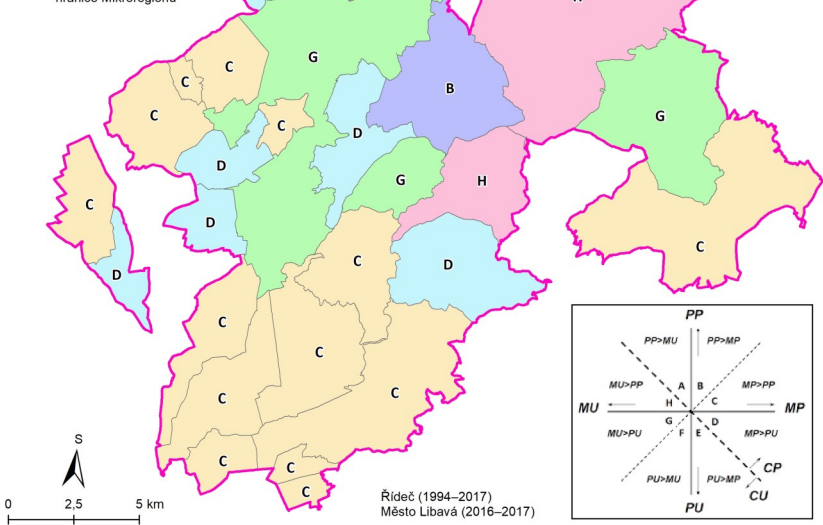 hranice Mikroregionu
H
C
G
C
B
C
C
D
G
D
G
H
C
D
C
C
D
D
C
C
C
C
C
C
C
C
PP
PP>MU
PP>MP
MU>PP
A
B
MP>PP
H
C
MU
MP
G
D
MU>PU
F
E
MP>PU
CP
PU>MU
PU>MP
CU
PU
S
0
2,5
5 km
Řídeč (1994–2017)
Město Libavá (2016–2017)